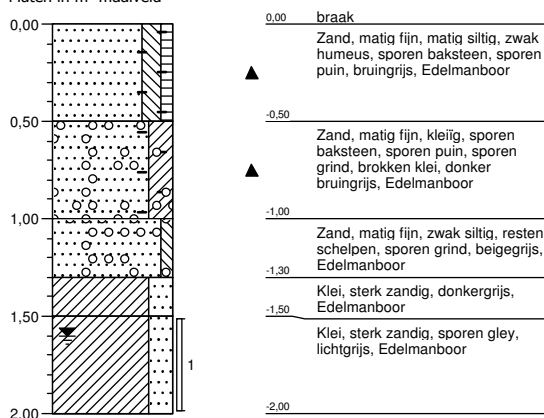 0,00
0,50
1,00
1,50
2,00
1
0,00
braak
Zand, matig fijn, matig siltig, zwak
humeus, sporen baksteen, sporen
puin, bruingrijs, Edelmanboor
-0,50
Zand, matig fijn, kleiïg, sporen
baksteen, sporen puin, sporen
grind, brokken klei, donker
bruingrijs, Edelmanboor
-1,00
Zand, matig fijn, zwak siltig, resten
schelpen, sporen grind, beigegrijs,
Edelmanboor
-1,30
Klei, sterk zandig, donkergrijs,
Edelmanboor
-1,50
Klei, sterk zandig, sporen gley,
lichtgrijs, Edelmanboor
-2,00